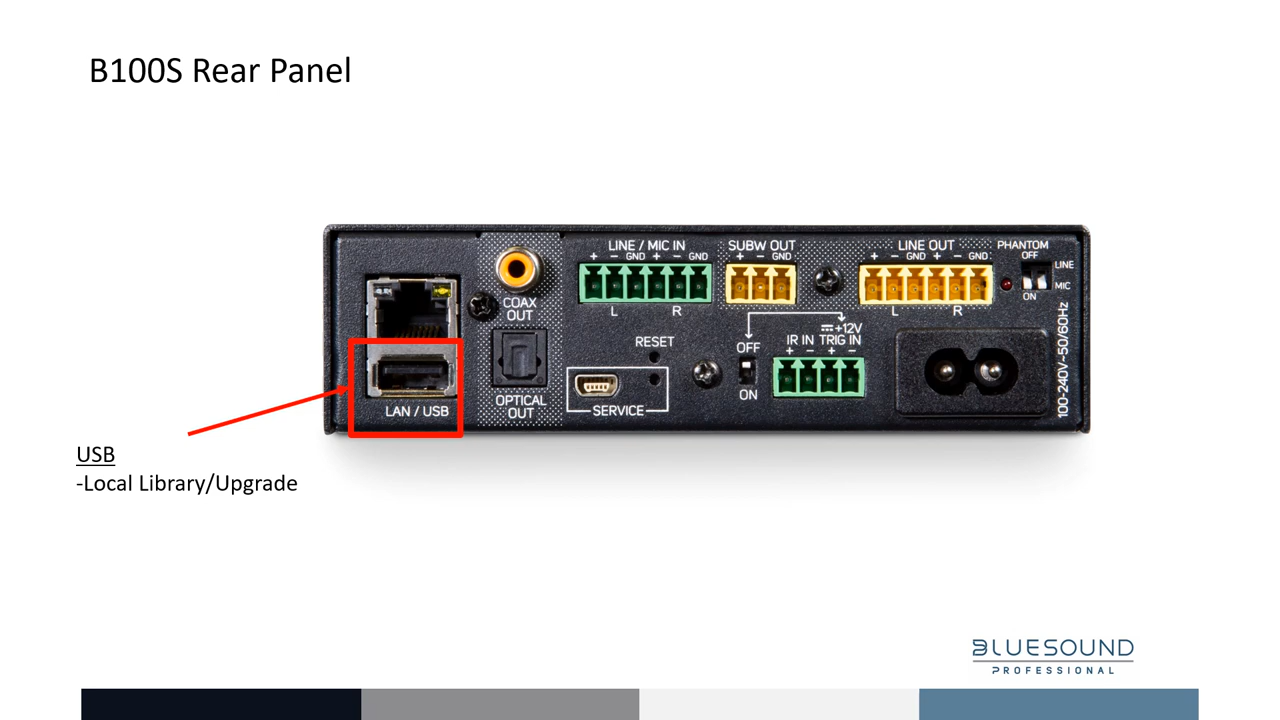 B100S Rear Panel
LINE / MIC IN
+ − GND + − GND
L R
SUBW OUT
+ − GND
LINE OUT
+ − GND + − GND
L R
PHANTOM
OFF
LINE
MIC
ON
COAX
OUT
OPTICAL
OUT
LAN / USB
RESET
SERVICE
OFF
ON
+12V
IR IN TRIG IN
+ − + −
100-240V~50/60Hz
USB
-Local Library/Upgrade
BLUESOUND
PROFESSIONAL